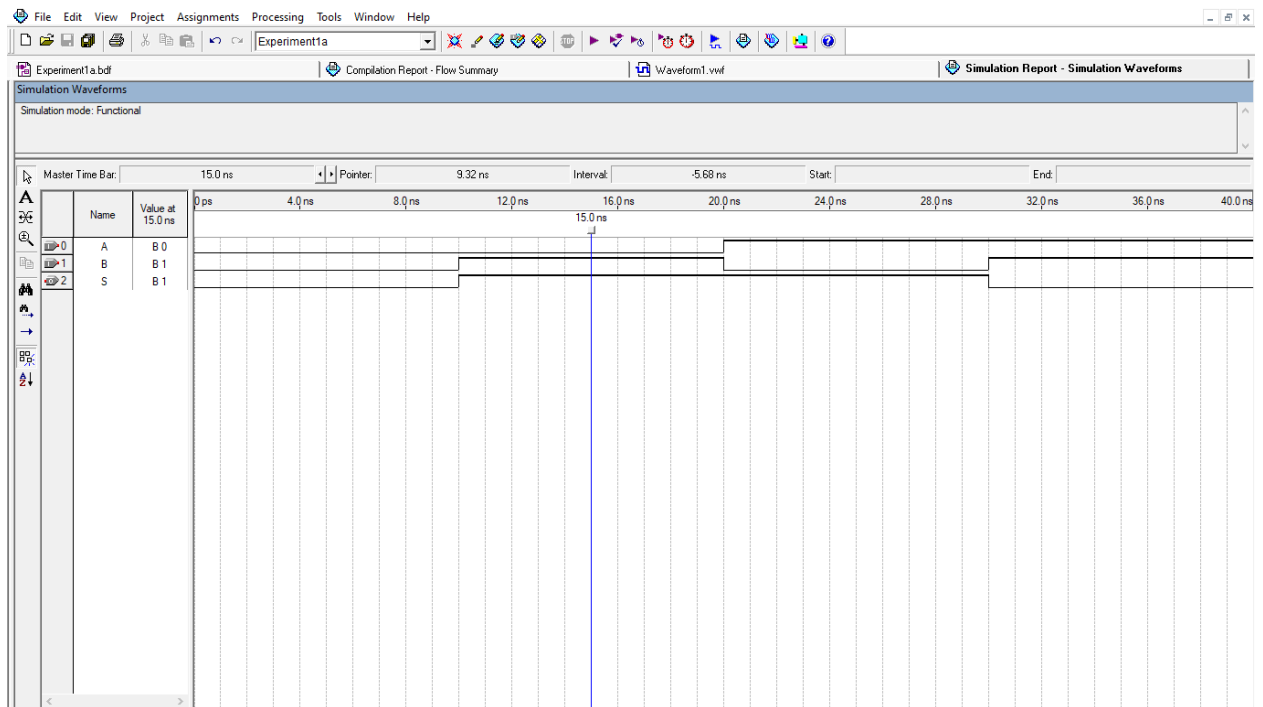 File Edit View Project Assignments Processing Tools Window Help
Experiment1a
STOP
Experiment1a.bdf Compilation Report - Flow Summary Waveform1.vwf Simulation Report - Simulation Waveforms
Simulation Waveforms
Simulation mode: Functional
Master Time Bar: 15.0 ns Pointer: 9.32 ns Interval: -5.68 ns Start: End:
Name Value at 15.0 ns
0 ps 4.0 ns 8.0 ns 12.0 ns 16.0 ns 20.0 ns 24.0 ns 28.0 ns 32.0 ns 36.0 ns 40.0 ns
15.0 ns
A
0 A B 0
1 B B 1
2 S B 1